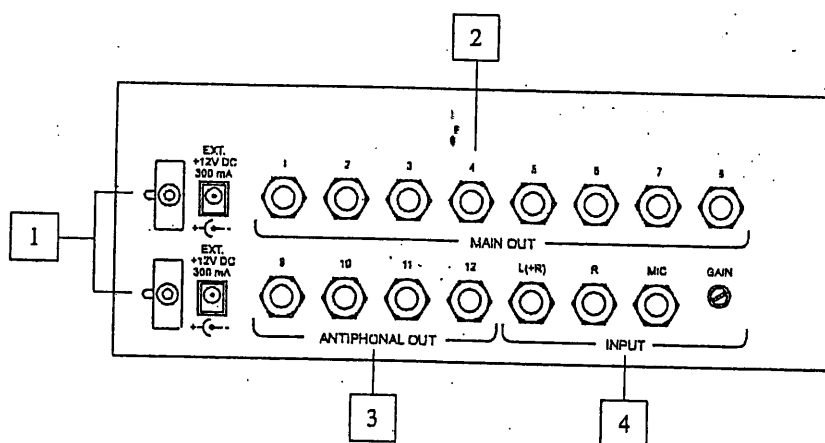 2
EXT.
+12V DC
300 mA
1 2 3 4 5 6 7 8
+ -
MAIN OUT
1
EXT.
+12V DC
300 mA
9 10 11 12 L(+R) R MIC GAIN
+ -
ANTIPHONAL OUT INPUT
3 4